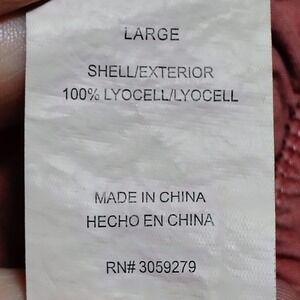 LARGE
SHELL/EXTERIOR
100% LYOCELL/LYOCELL
MADE IN CHINA
HECHO EN CHINA
RN# 3059279